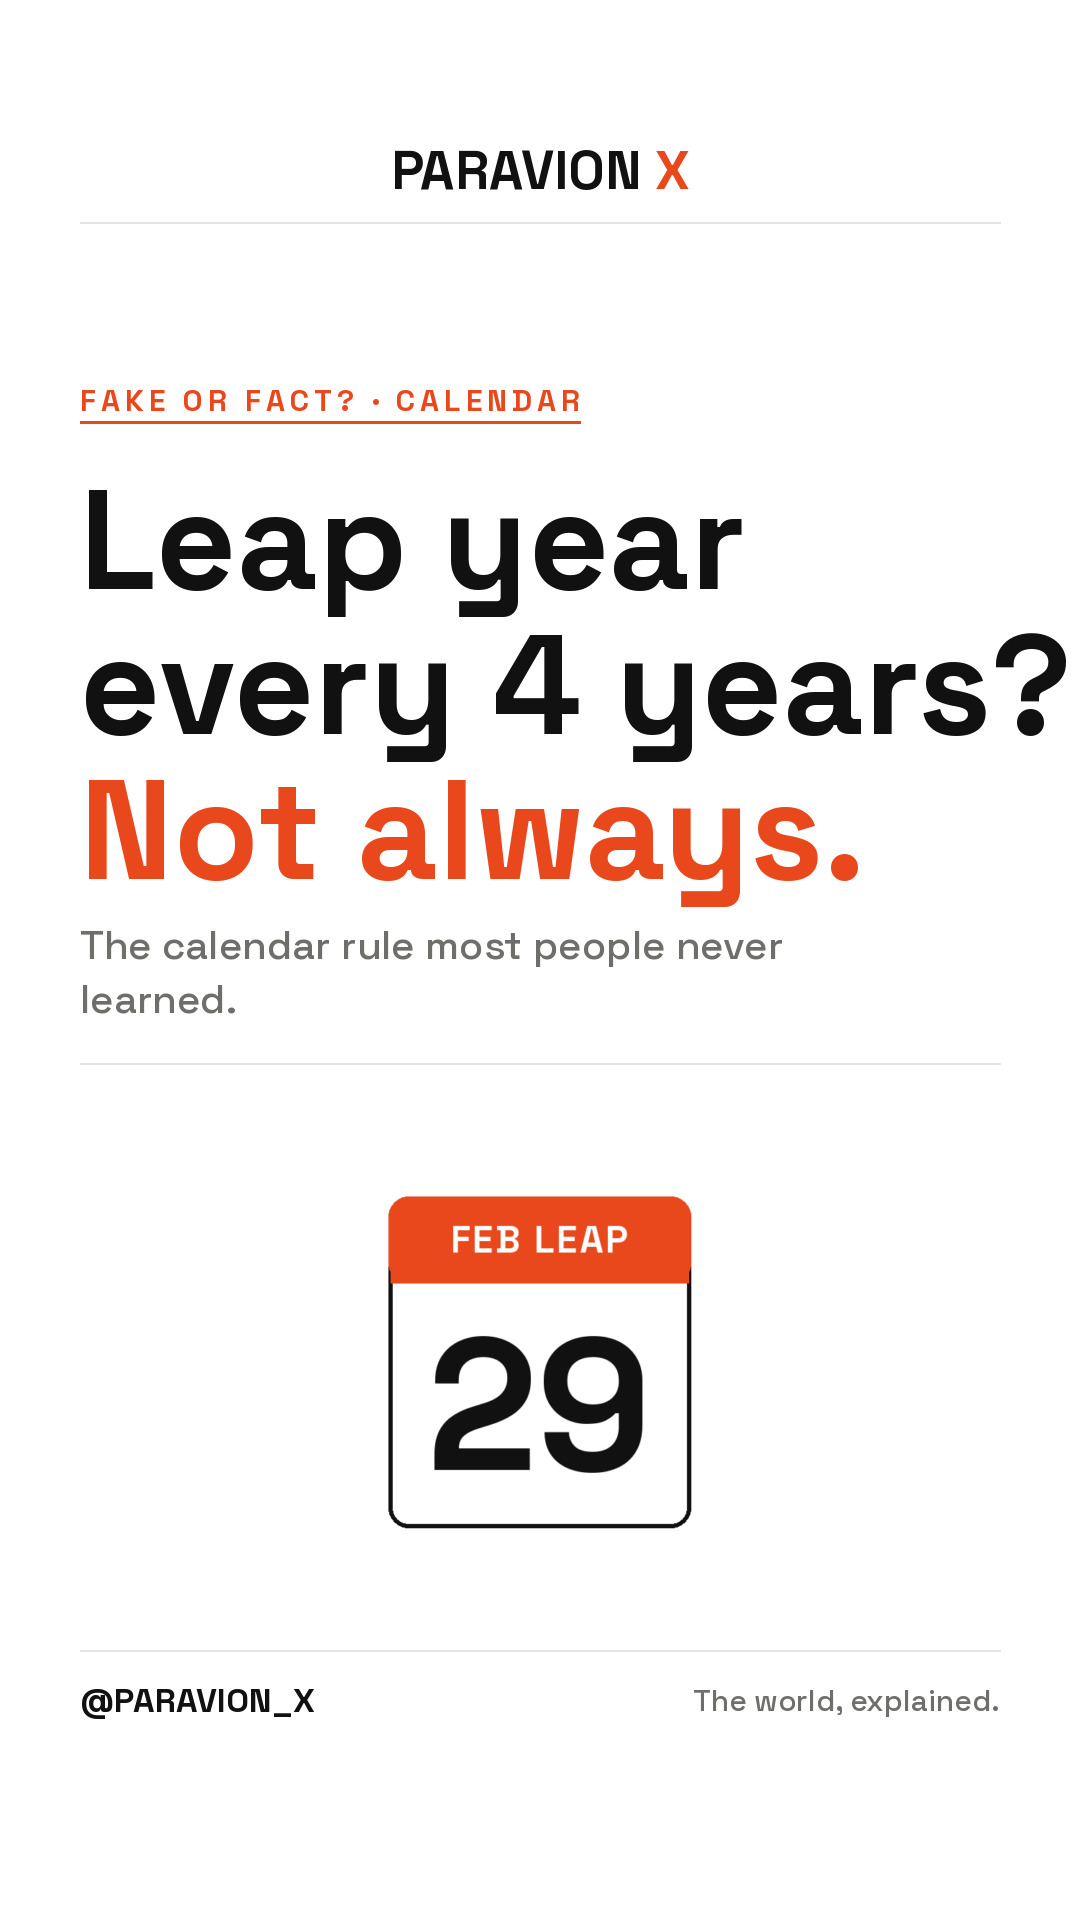 PARAVION X
FAKE OR FACT? · CALENDAR
Leap year
every 4 years?
Not always.
The calendar rule most people never
learned.
FEB LEAP
29
@PARAVION_X
The world, explained.